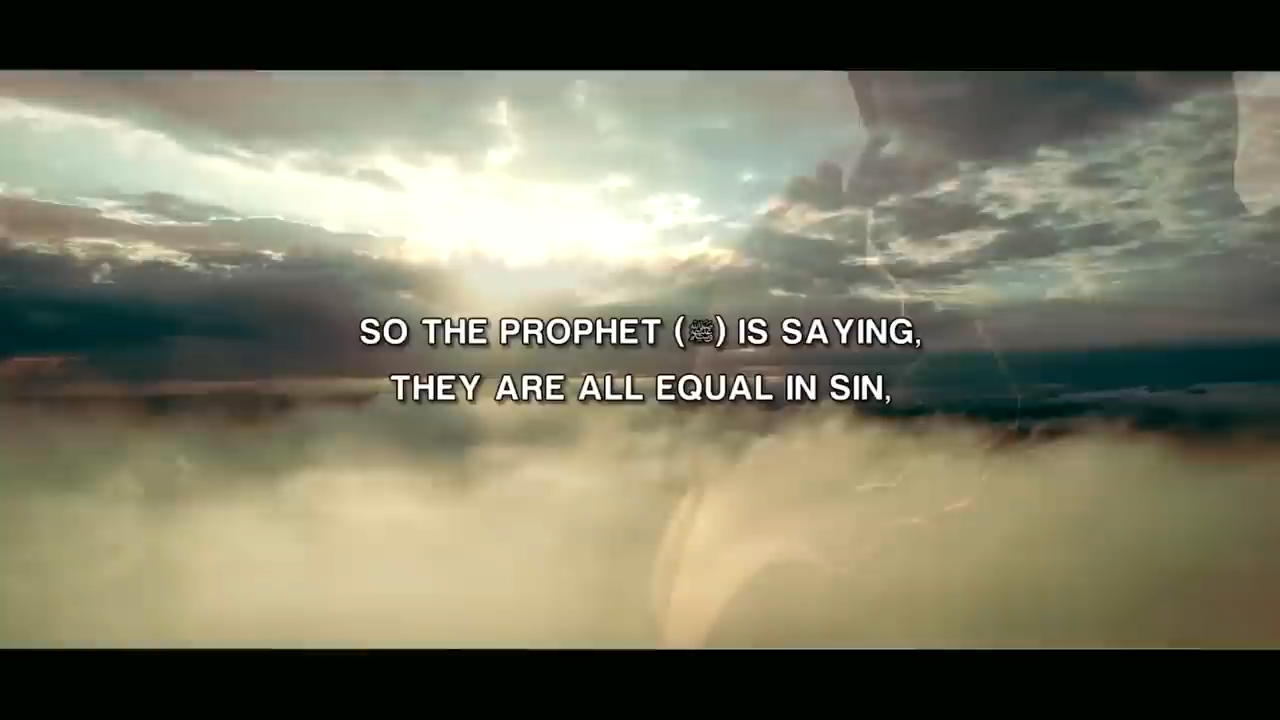 SO THE PROPHET (ﷺ) IS SAYING,
THEY ARE ALL EQUAL IN SIN,